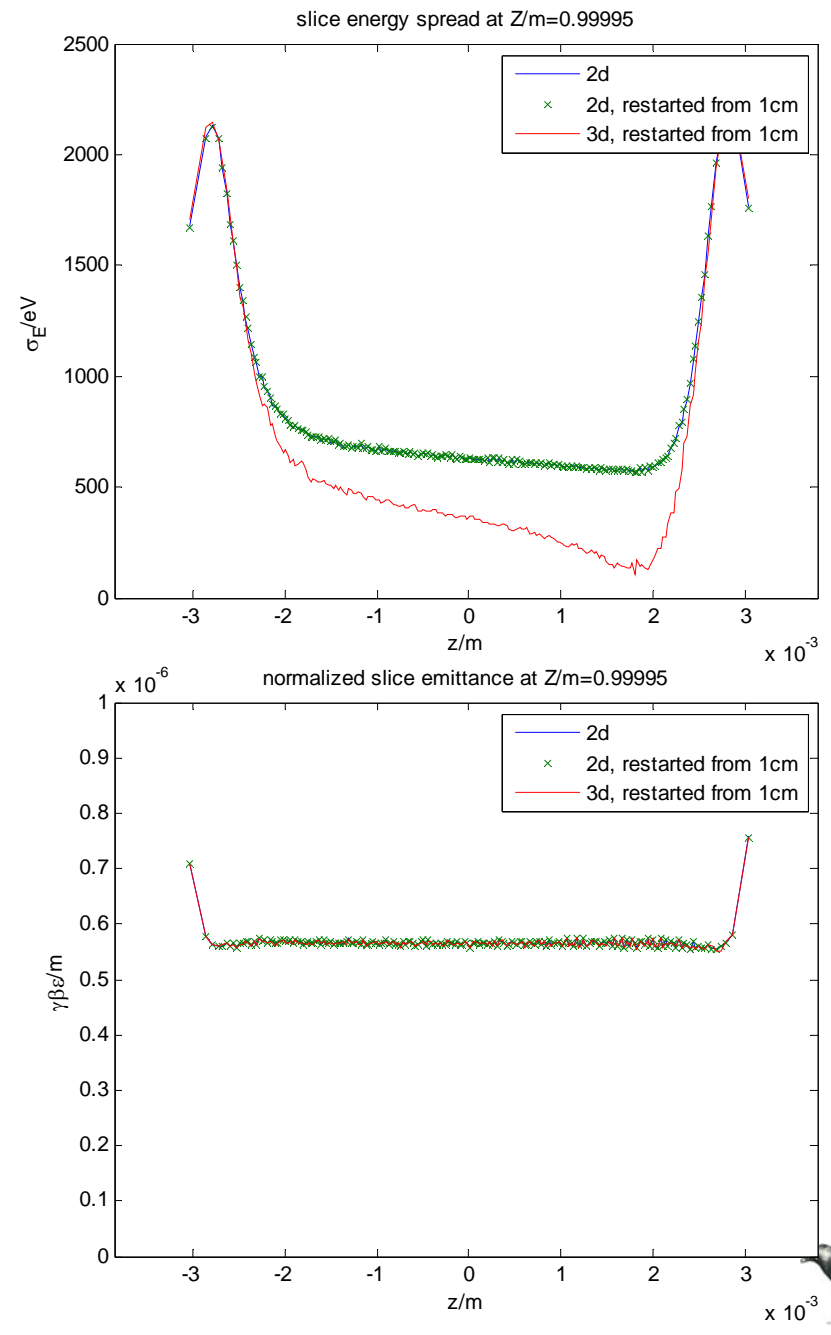 slice energy spread at Z/m=0.99995
2500
2000
1500
1000
500
0
σE/eV
2d
2d, restarted from 1cm
3d, restarted from 1cm
-3
-2
-1
0
1
2
3
z/m
x 10^-3
x 10^-6
normalized slice emittance at Z/m=0.99995
1
0.9
0.8
0.7
0.6
0.5
0.4
0.3
0.2
0.1
0
γβε/m
2d
2d, restarted from 1cm
3d, restarted from 1cm
-3
-2
-1
0
1
2
3
z/m
x 10^-3